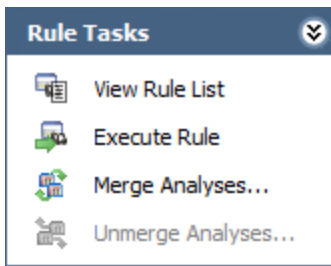 Rule Tasks
View Rule List
Execute Rule
Merge Analyses...
Unmerge Analyses...